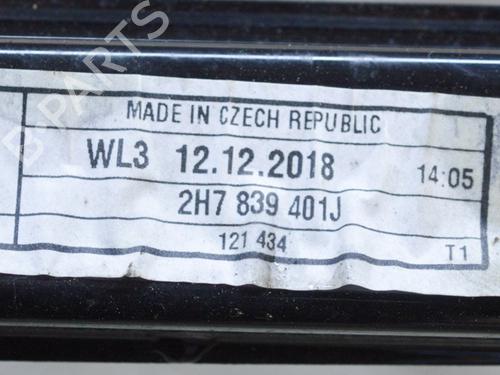 MADE IN CZECH REPUBLIC
WL3 12.12.2018 14:05
2H7 839 401J
121 434 T1
B-PARTS